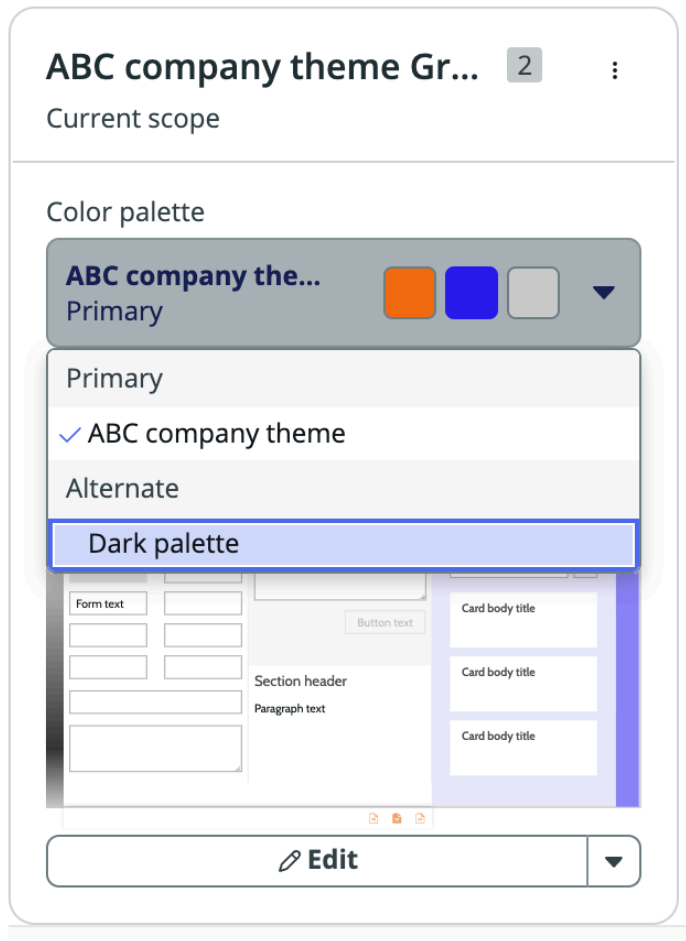 ABC company theme Gr... 2
Current scope
Color palette
ABC company the...
Primary
Primary
ABC company theme
Alternate
Dark palette
Form text
Button text
Section header
Paragraph text
Card body title
Card body title
Card body title
Edit